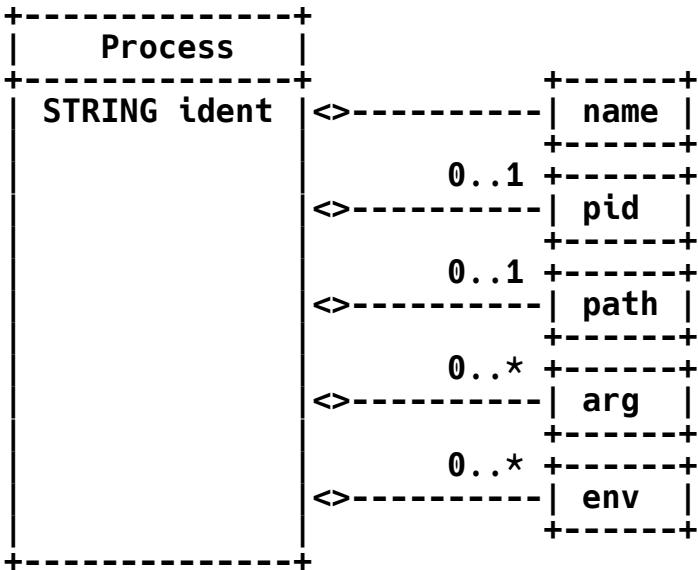 Process
STRING ident <>----------| name |
0..1
<>----------| pid |
0..1
<>----------| path |
0..*
<>----------| arg |
0..*
<>----------| env |